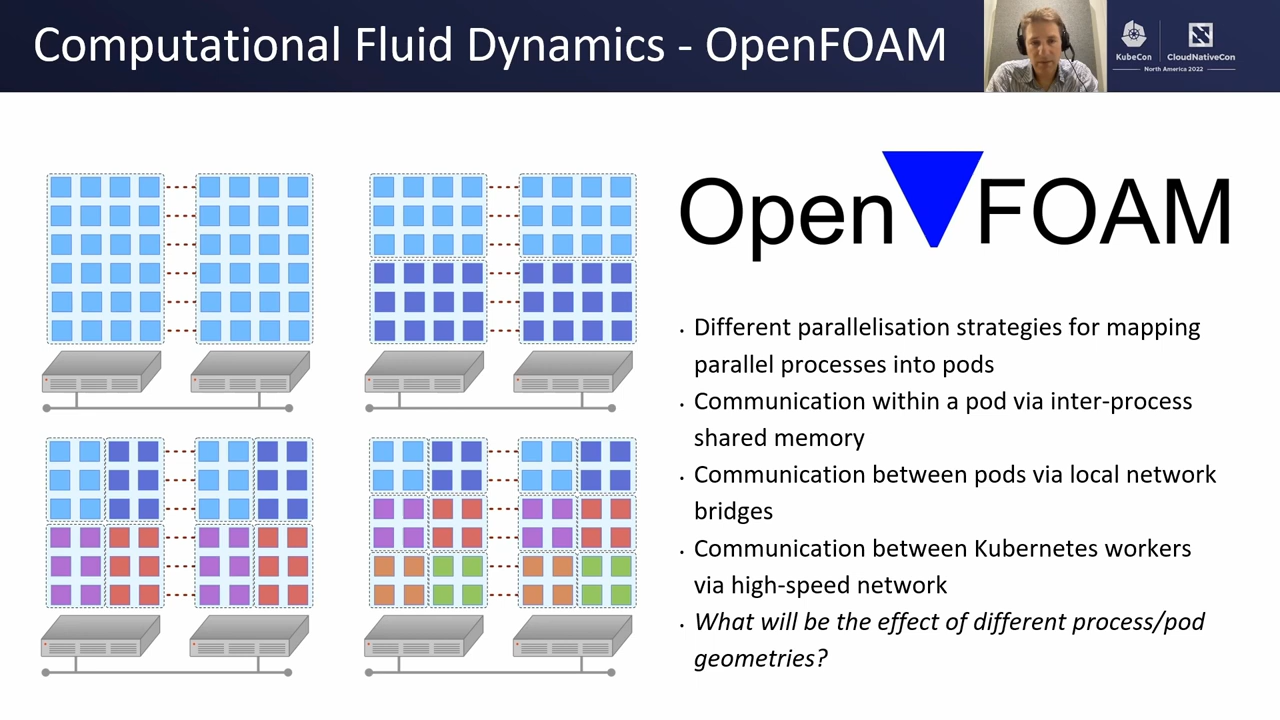 Computational Fluid Dynamics - OpenFOAM
KubeCon
CloudNativeCon
North America 2022
Open FOAM
Different parallelisation strategies for mapping
parallel processes into pods
Communication within a pod via inter-process
shared memory
Communication between pods via local network
bridges
Communication between Kubernetes workers
via high-speed network
What will be the effect of different process/pod
geometries?